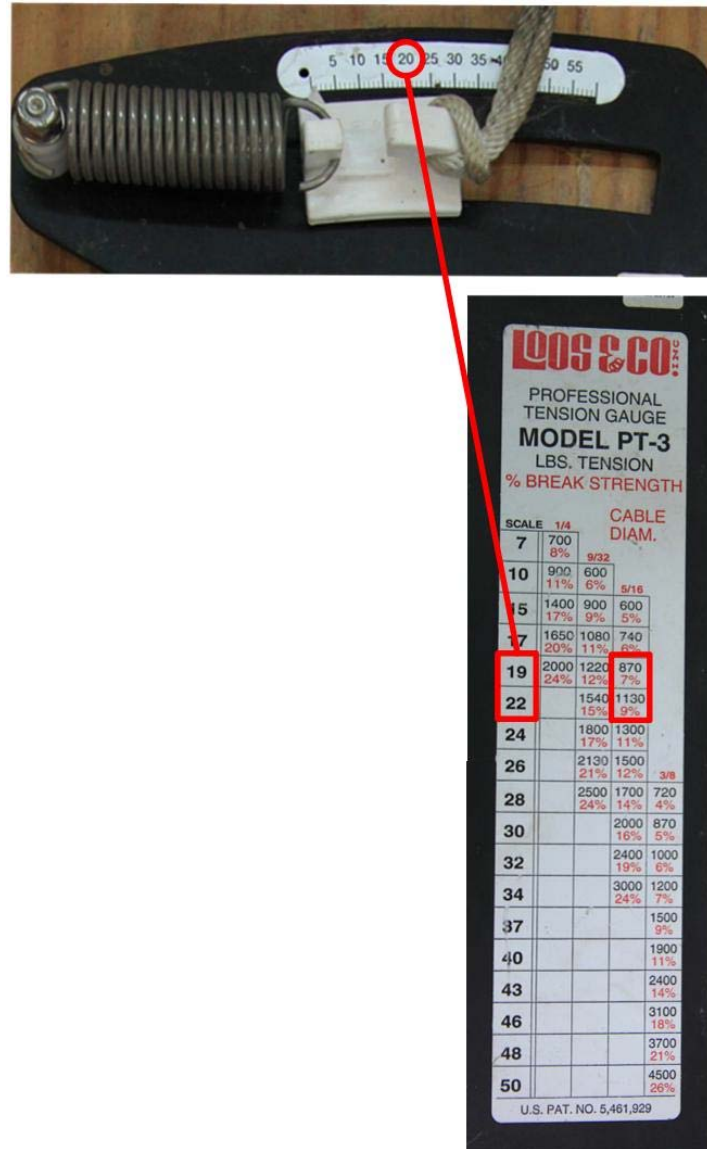 5 10 15 20 25 30 35 50 55
LOOS & CO. INC
PROFESSIONAL
TENSION GAUGE
MODEL PT-3
LBS. TENSION
% BREAK STRENGTH
CABLE
DIAM.
SCALE 1/4
7 700
8% 9/32
10 900 600
11% 6% 5/16
15 1400 900 600
17% 9% 5%
17 1650 1080 740
20% 11% 6%
19 2000 1220 870
24% 12% 7%
22 1540 1130
15% 9%
24 1800 1300
17% 11%
26 2130 1500
21% 12% 3/8
28 2500 1700 720
24% 14% 4%
30 2000 870
16% 5%
32 2400 1000
19% 6%
34 3000 1200
24% 7%
37 1500
9%
40 1900
11%
43 2400
14%
46 3100
18%
48 3700
21%
50 4500
26%
U.S. PAT. NO. 5,461,929